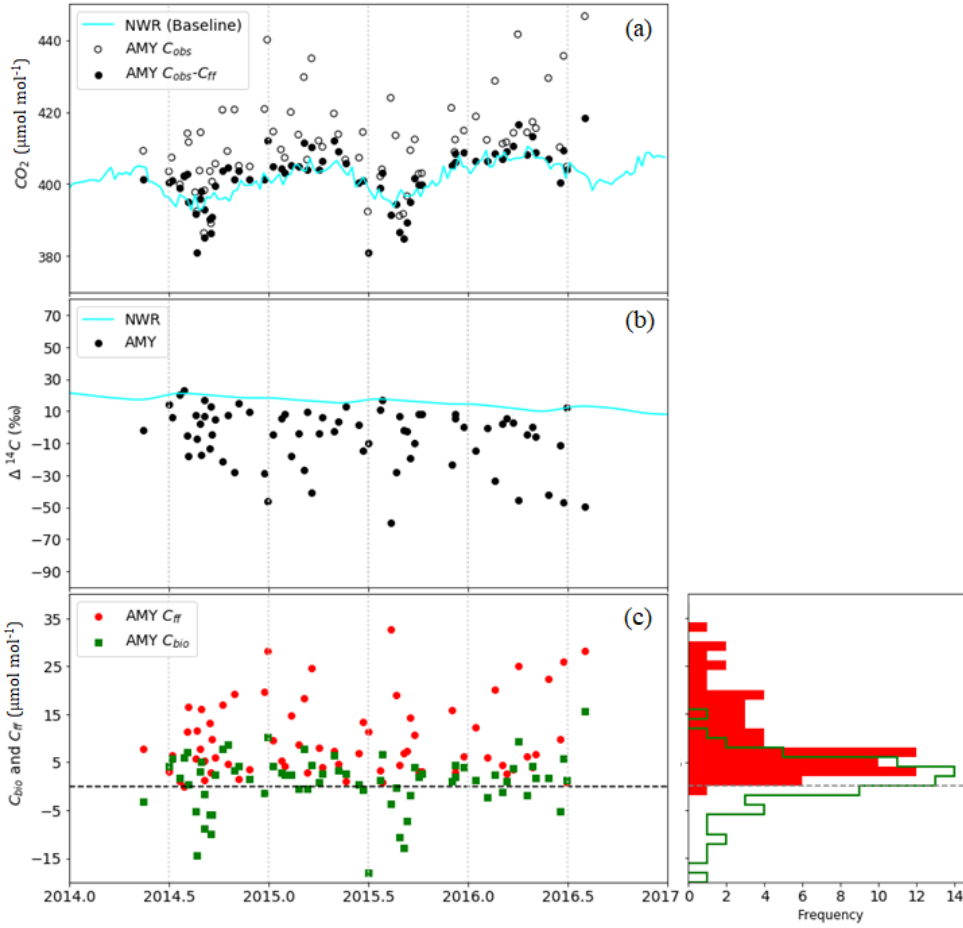 (a)
NWR (Baseline)
AMY C_obs
AMY C_obs-C_ff
CO₂ [μmol mol⁻¹)
440
420
400
380
(b)
NWR
AMY
Δ ¹⁴C (‰)
70
50
30
10
−10
−30
−50
−70
−90
(c)
AMY C_ff
AMY C_bio
C_bio and C_ff (μmol mol⁻¹)
35
25
15
5
−5
−15
2014.0 2014.5 2015.0 2015.5 2016.0 2016.5 2017.0
0 2 4 6 8 10 12 14
Frequency